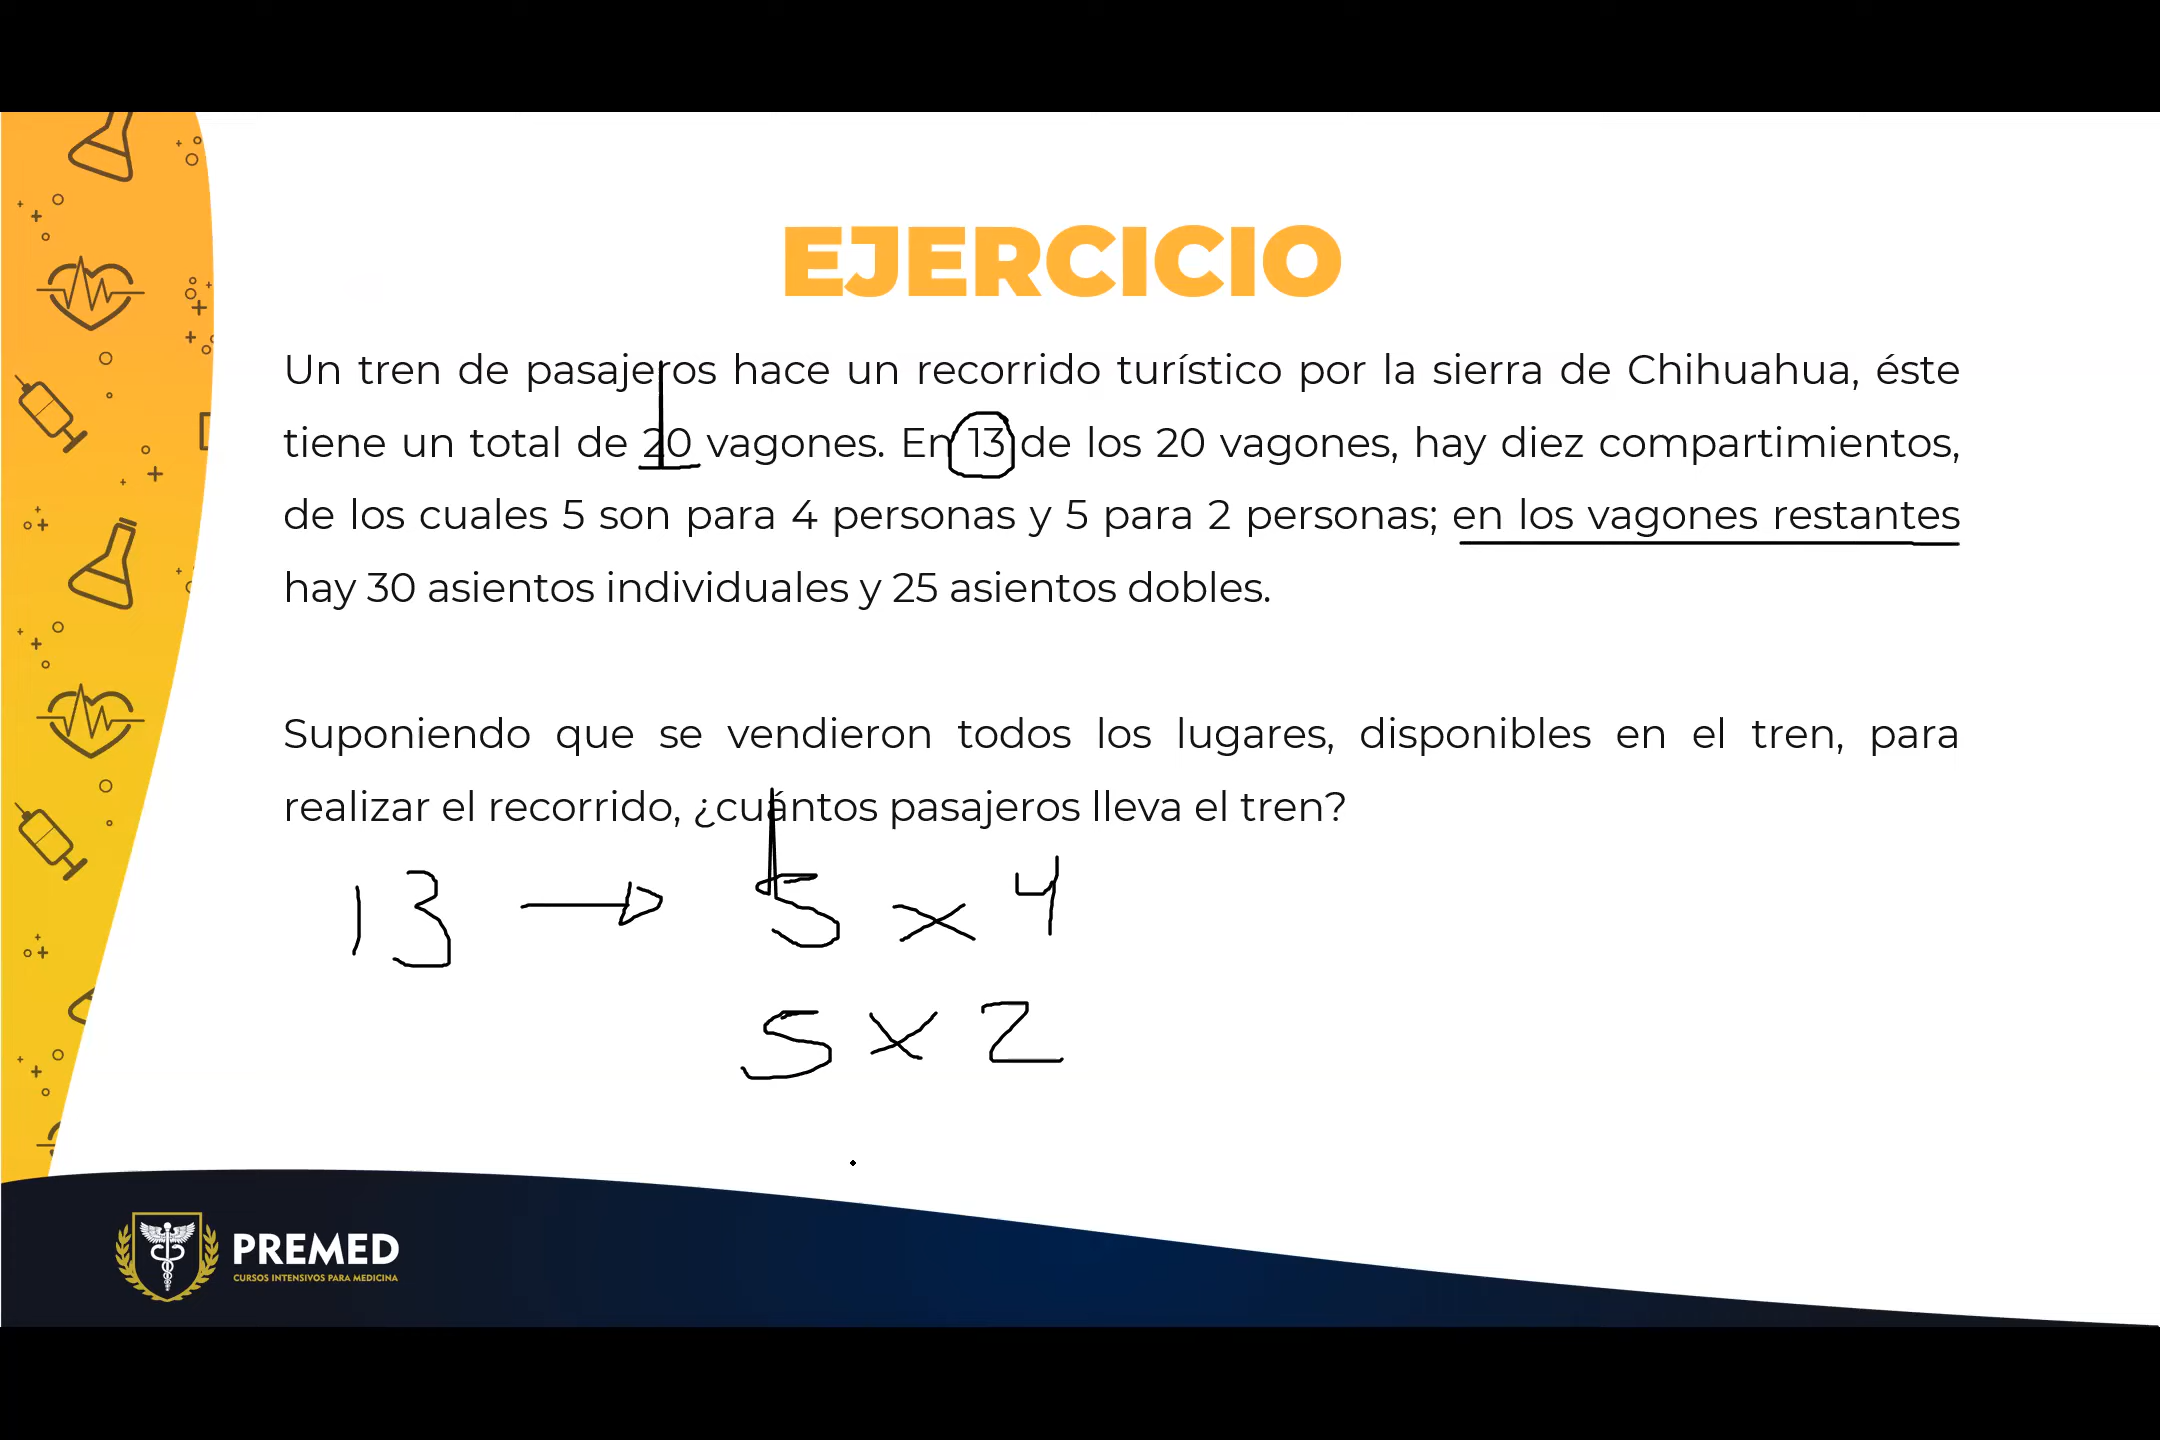 EJERCICIO
Un tren de pasajeros hace un recorrido turístico por la sierra de Chihuahua, éste
tiene un total de 20 vagones. En 13 de los 20 vagones, hay diez compartimientos,
de los cuales 5 son para 4 personas y 5 para 2 personas; en los vagones restantes
hay 30 asientos individuales y 25 asientos dobles.
Suponiendo que se vendieron todos los lugares, disponibles en el tren, para
realizar el recorrido, ¿cuántos pasajeros lleva el tren?
13 → 5 x 4
5 x 2
PREMED
CURSOS INTENSIVOS PARA MEDICINA